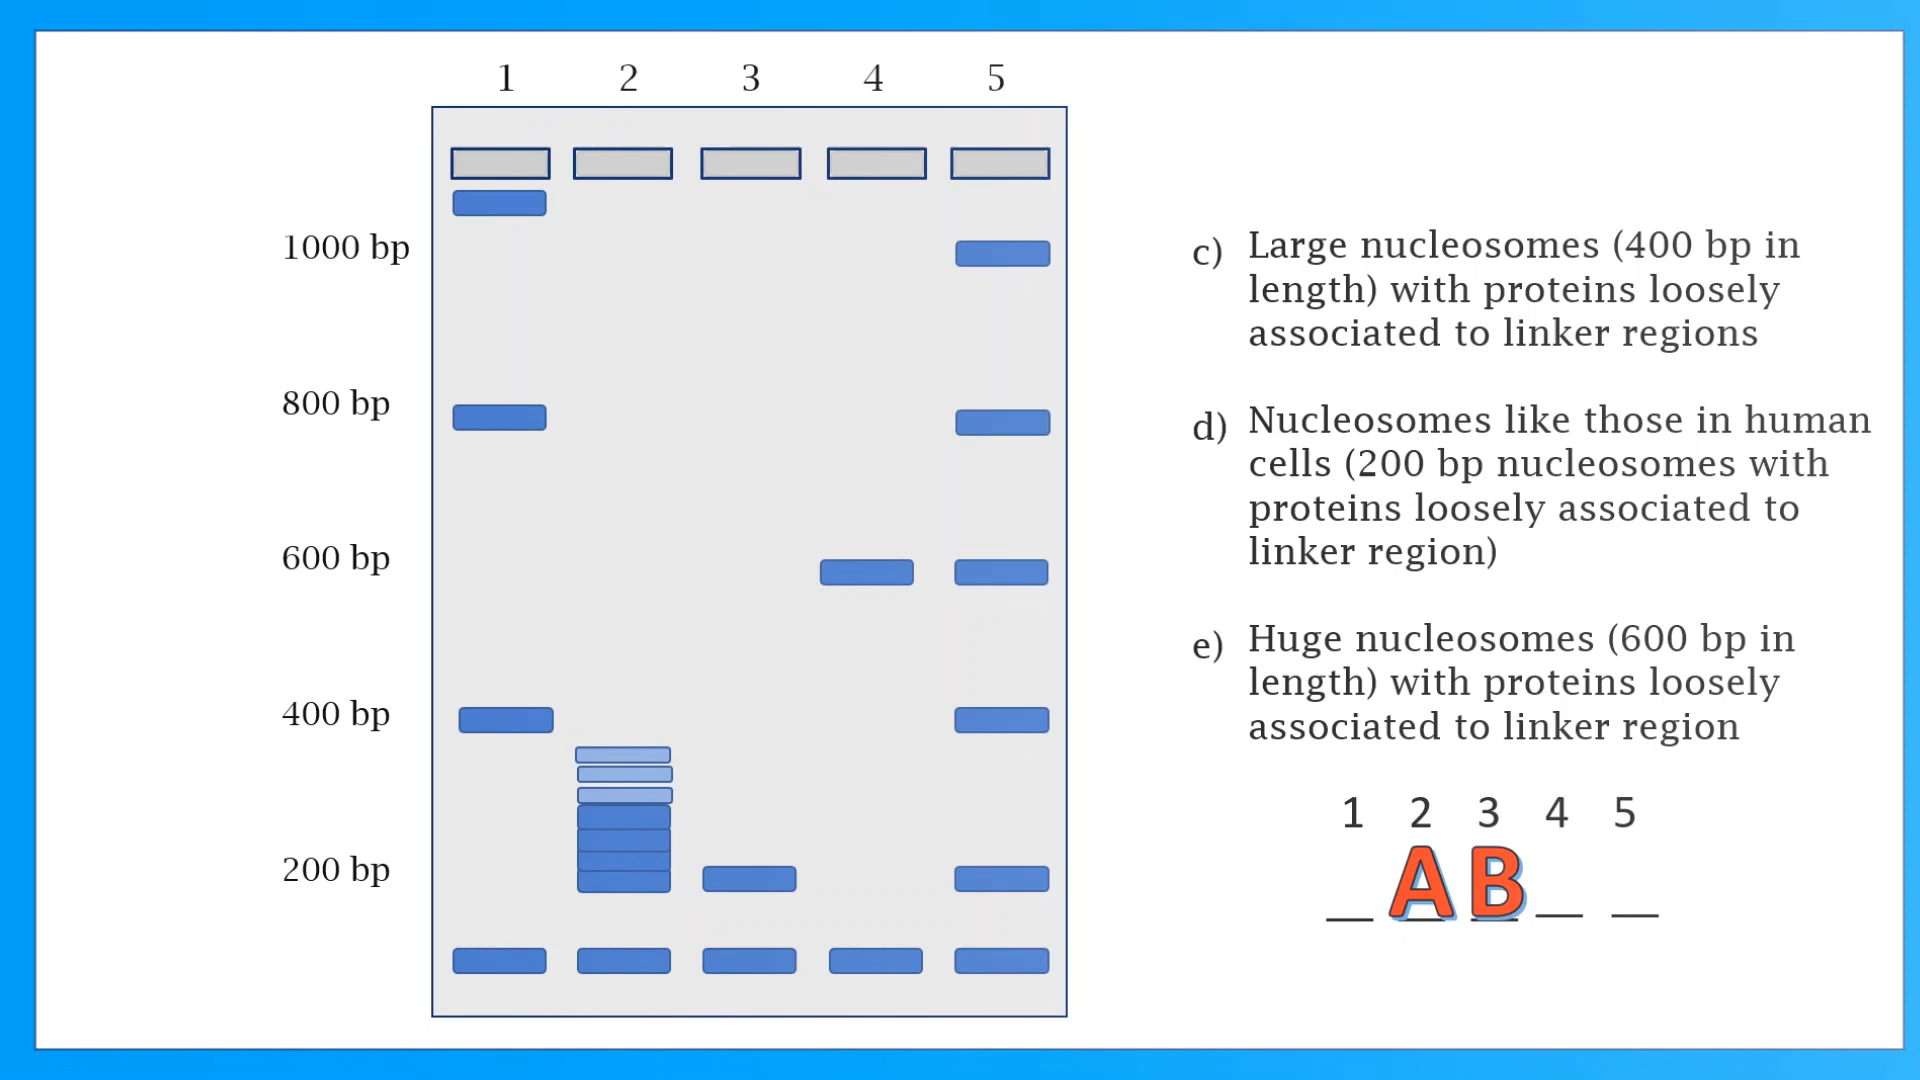 1 2 3 4 5
1000 bp
800 bp
600 bp
400 bp
200 bp
c) Large nucleosomes (400 bp in
length) with proteins loosely
associated to linker regions
d) Nucleosomes like those in human
cells (200 bp nucleosomes with
proteins loosely associated to
linker region)
e) Huge nucleosomes (600 bp in
length) with proteins loosely
associated to linker region
1 2 3 4 5
__ A B __ __